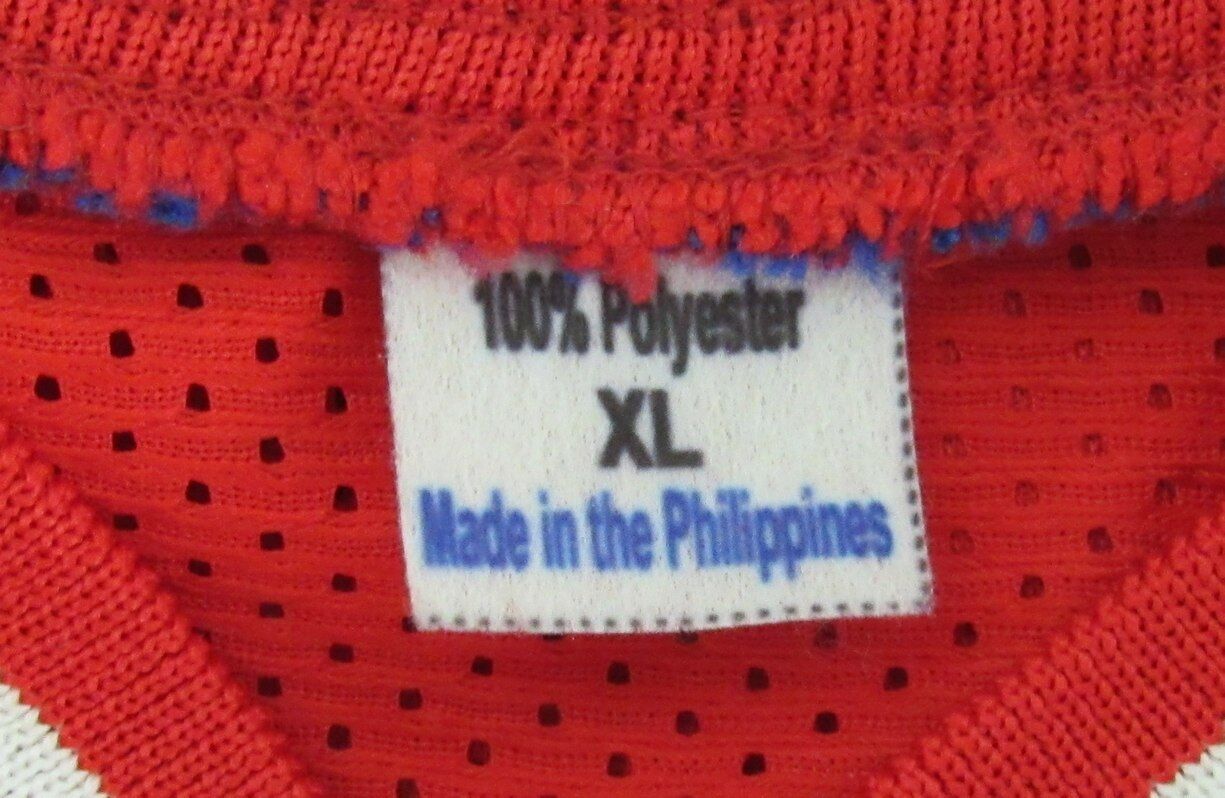 100% Polyester
XL
Made in the Philippines